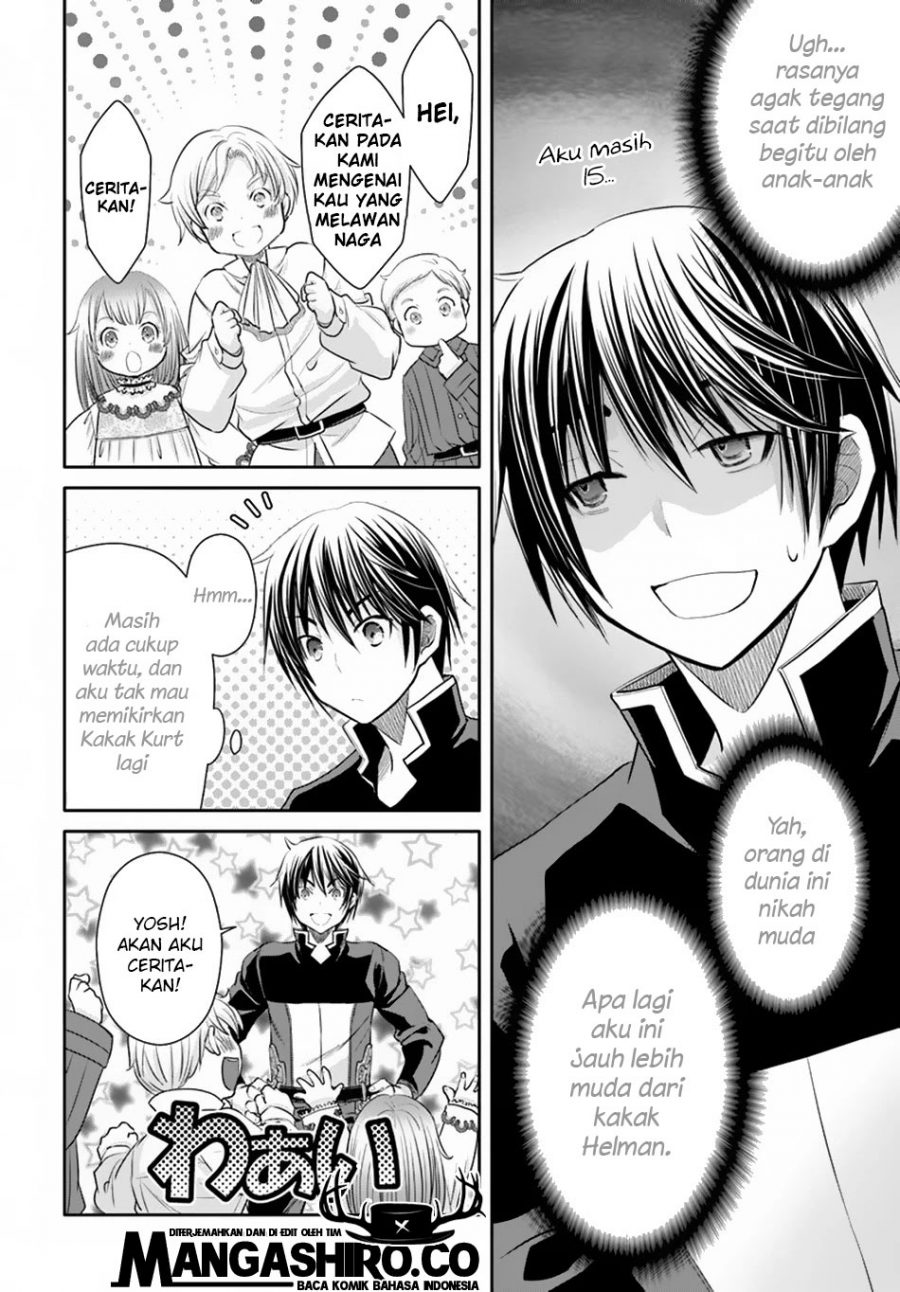 Ugh...
rasanya
agak tegang
saat dibilang
begitu oleh
anak-anak
Aku masih
15...
Yah,
orang di
dunia ini
nikah
muda
Apa lagi
aku ini
jauh lebih
muda dari
kakak
Helman.
HEI,
CERITA-
KAN PADA
KAMI
MENGENAI
KAU YANG
MELAWAN
NAGA
CERITA-
KAN!
Hmm...
Masih
ada cukup
waktu, dan
aku tak mau
memikirkan
Kakak Kurt
lagi
YOSH!
AKAN AKU
CERITA-
KAN!
わぁい
DITERJEMAHKAN DAN DI EDIT OLEH TIM
MANGASHIRO.CO
BACA KOMIK BAHASA INDONESIA